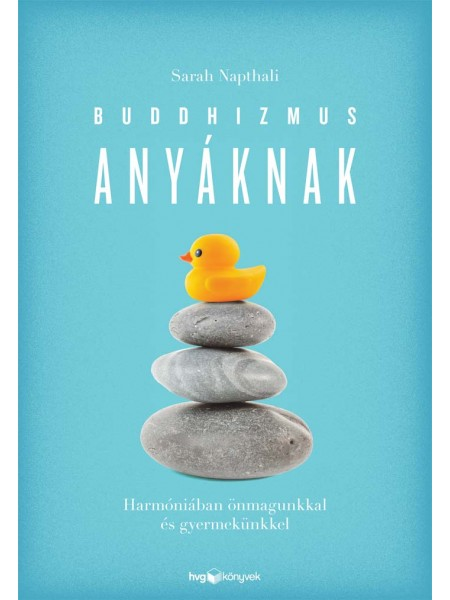 Sarah Napthali
BUDDHIZMUS
ANYÁKNAK
Harmóniában önmagunkkal
és gyermekünkkel
hvg könyvek